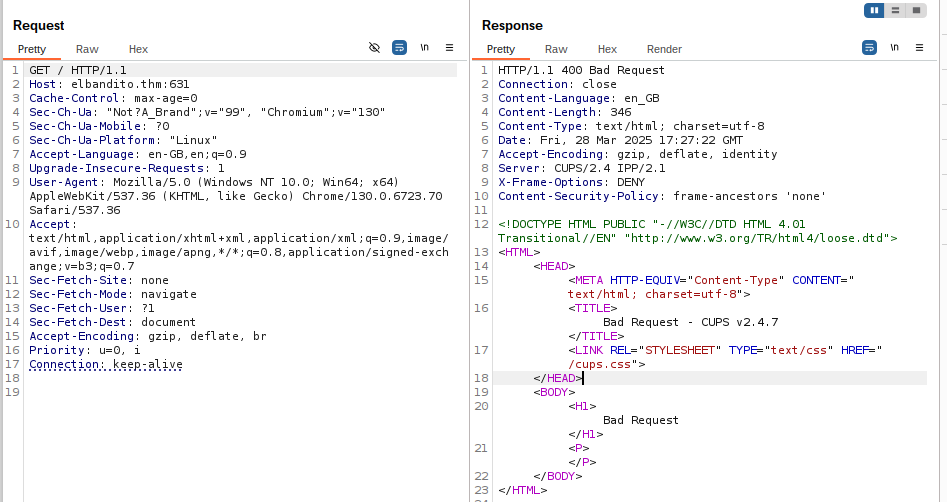 Request
Pretty Raw Hex \n
1 GET / HTTP/1.1
2 Host: elbandito.thm:631
3 Cache-Control: max-age=0
4 Sec-Ch-Ua: "Not?A_Brand";v="99", "Chromium";v="130"
5 Sec-Ch-Ua-Mobile: ?0
6 Sec-Ch-Ua-Platform: "Linux"
7 Accept-Language: en-GB,en;q=0.9
8 Upgrade-Insecure-Requests: 1
9 User-Agent: Mozilla/5.0 (Windows NT 10.0; Win64; x64)
AppleWebKit/537.36 (KHTML, like Gecko) Chrome/130.0.6723.70
Safari/537.36
10 Accept:
text/html,application/xhtml+xml,application/xml;q=0.9,image/
avif,image/webp,image/apng,*/*;q=0.8,application/signed-exch
ange;v=b3;q=0.7
11 Sec-Fetch-Site: none
12 Sec-Fetch-Mode: navigate
13 Sec-Fetch-User: ?1
14 Sec-Fetch-Dest: document
15 Accept-Encoding: gzip, deflate, br
16 Priority: u=0, i
17 Connection: keep-alive
18
19
Response
Pretty Raw Hex Render \n
1 HTTP/1.1 400 Bad Request
2 Connection: close
3 Content-Language: en_GB
4 Content-Length: 346
5 Content-Type: text/html; charset=utf-8
6 Date: Fri, 28 Mar 2025 17:27:22 GMT
7 Accept-Encoding: gzip, deflate, identity
8 Server: CUPS/2.4 IPP/2.1
9 X-Frame-Options: DENY
10 Content-Security-Policy: frame-ancestors 'none'
11
12 <!DOCTYPE HTML PUBLIC "-//W3C//DTD HTML 4.01
Transitional//EN" "http://www.w3.org/TR/html4/loose.dtd">
13 <HTML>
14 <HEAD>
15 <META HTTP-EQUIV="Content-Type" CONTENT="
text/html; charset=utf-8">
16 <TITLE>
Bad Request - CUPS v2.4.7
</TITLE>
17 <LINK REL="STYLESHEET" TYPE="text/css" HREF="
/cups.css">
18 </HEAD>
19 <BODY>
20 <H1>
Bad Request
</H1>
21 <P>
</P>
22 </BODY>
23 </HTML>